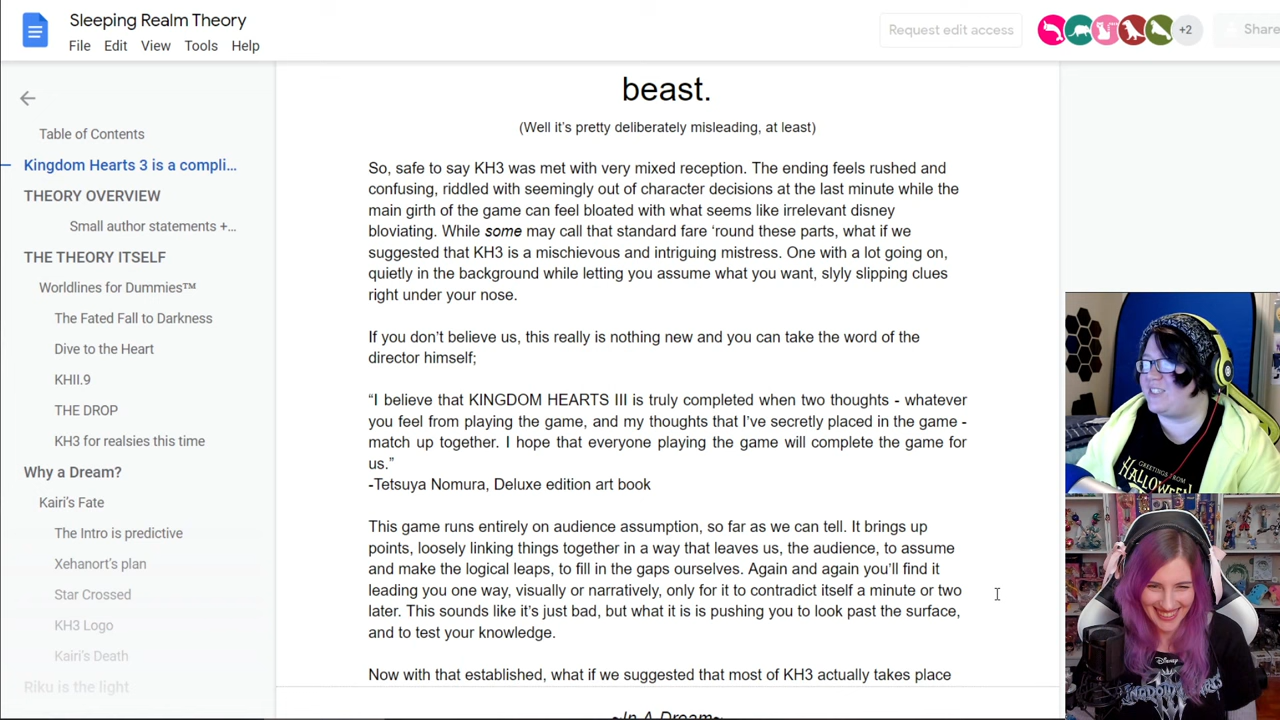 Sleeping Realm Theory
File Edit View Tools Help
Request edit access
+2
Share
Table of Contents
Kingdom Hearts 3 is a compli...
THEORY OVERVIEW
Small author statements +...
THE THEORY ITSELF
Worldlines for Dummies™
The Fated Fall to Darkness
Dive to the Heart
KHII.9
THE DROP
KH3 for realsies this time
Why a Dream?
Kairi's Fate
The Intro is predictive
Xehanort's plan
Star Crossed
KH3 Logo
Kairi's Death
Riku is the light
beast.
(Well it's pretty deliberately misleading, at least)
So, safe to say KH3 was met with very mixed reception. The ending feels rushed and
confusing, riddled with seemingly out of character decisions at the last minute while the
main girth of the game can feel bloated with what seems like irrelevant disney
bloviating. While some may call that standard fare ‘round these parts, what if we
suggested that KH3 is a mischievous and intriguing mistress. One with a lot going on,
quietly in the background while letting you assume what you want, slyly slipping clues
right under your nose.
If you don’t believe us, this really is nothing new and you can take the word of the
director himself;
“I believe that KINGDOM HEARTS III is truly completed when two thoughts - whatever
you feel from playing the game, and my thoughts that I’ve secretly placed in the game -
match up together. I hope that everyone playing the game will complete the game for
us.”
-Tetsuya Nomura, Deluxe edition art book
This game runs entirely on audience assumption, so far as we can tell. It brings up
points, loosely linking things together in a way that leaves us, the audience, to assume
and make the logical leaps, to fill in the gaps ourselves. Again and again you’ll find it
leading you one way, visually or narratively, only for it to contradict itself a minute or two
later. This sounds like it’s just bad, but what it is is pushing you to look past the surface,
and to test your knowledge.
Now with that established, what if we suggested that most of KH3 actually takes place
~In A Dream~
GREETINGS FROM
HALLOWEEN
Disney
KINGDOM HEARTS